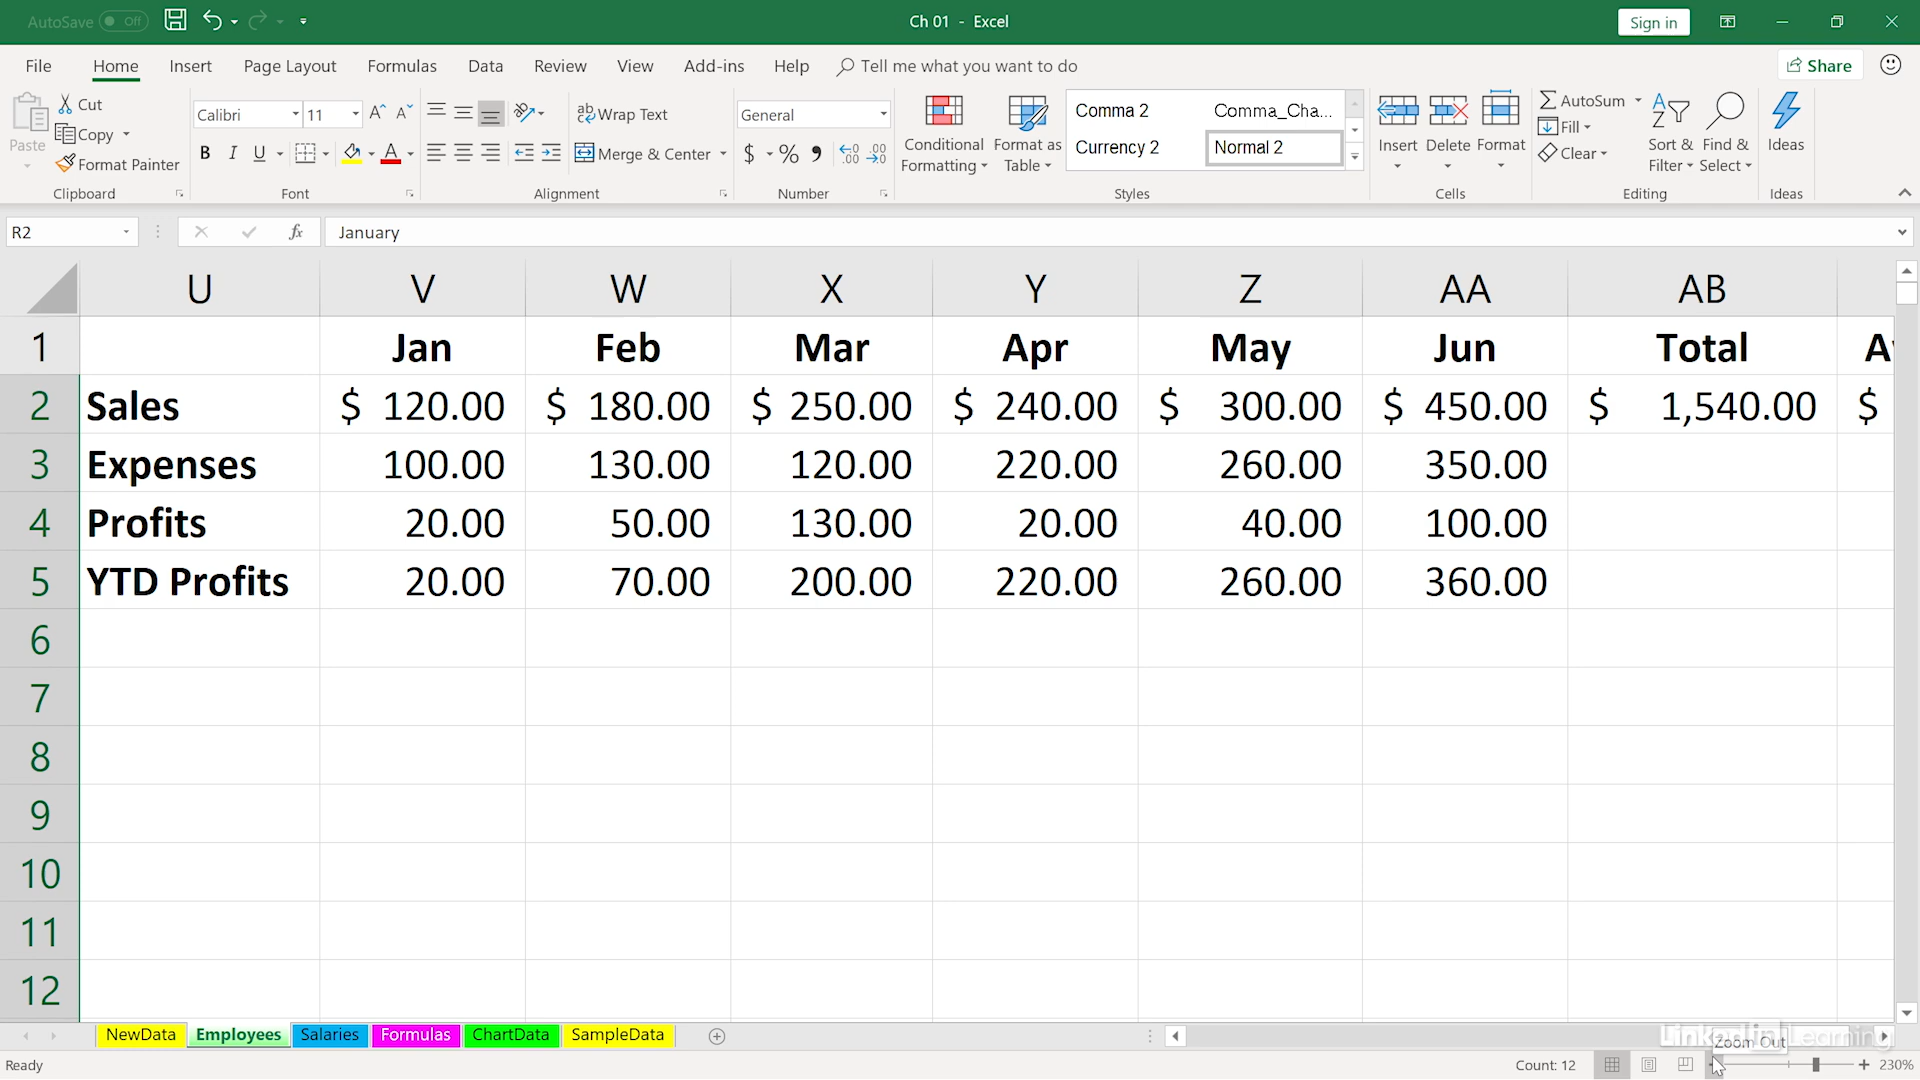 AutoSave Off
Ch 01 - Excel
Sign in
File Home Insert Page Layout Formulas Data Review View Add-ins Help Tell me what you want to do
Share
Paste
Cut
Copy
Format Painter
Clipboard
Calibri 11
B I U
Font
Wrap Text
Merge & Center
Alignment
General
$ % ,
Number
Conditional Formatting
Format as Table
Comma 2 Comma_Cha...
Currency 2 Normal 2
Styles
Insert Delete Format
Cells
AutoSum
Fill
Clear
Sort & Filter
Find & Select
Editing
Ideas
Ideas
R2 fx January
U V W X Y Z AA AB
1 Jan Feb Mar Apr May Jun Total
2 Sales $ 120.00 $ 180.00 $ 250.00 $ 240.00 $ 300.00 $ 450.00 $ 1,540.00 $
3 Expenses 100.00 130.00 120.00 220.00 260.00 350.00
4 Profits 20.00 50.00 130.00 20.00 40.00 100.00
5 YTD Profits 20.00 70.00 200.00 220.00 260.00 360.00
6
7
8
9
10
11
12
NewData Employees Salaries Formulas ChartData SampleData
Linked in Learning
Zoom Out
Ready Count: 12 230%